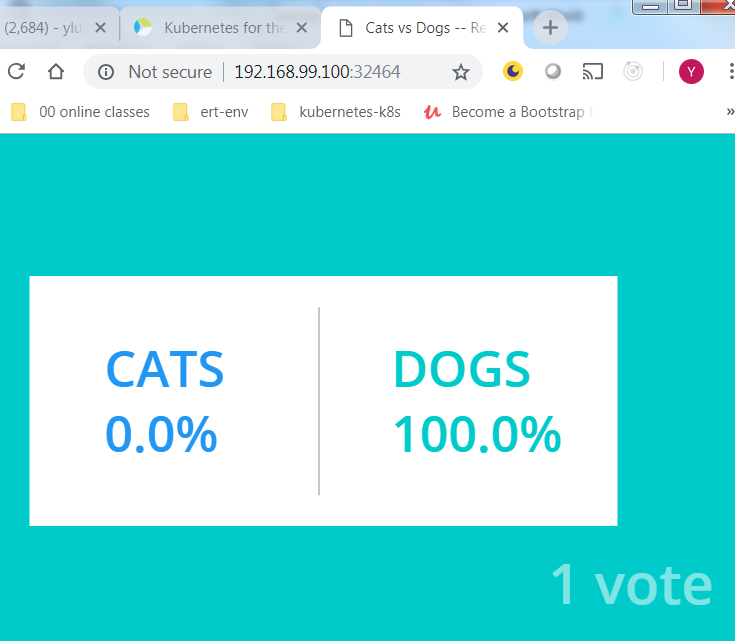 (2,684) - ylu
Kubernetes for the
Cats vs Dogs -- Re
Not secure
192.168.99.100:32464
Y
00 online classes
ert-env
kubernetes-k8s
Become a Bootstrap
»
CATS
DOGS
0.0%
100.0%
1 vote